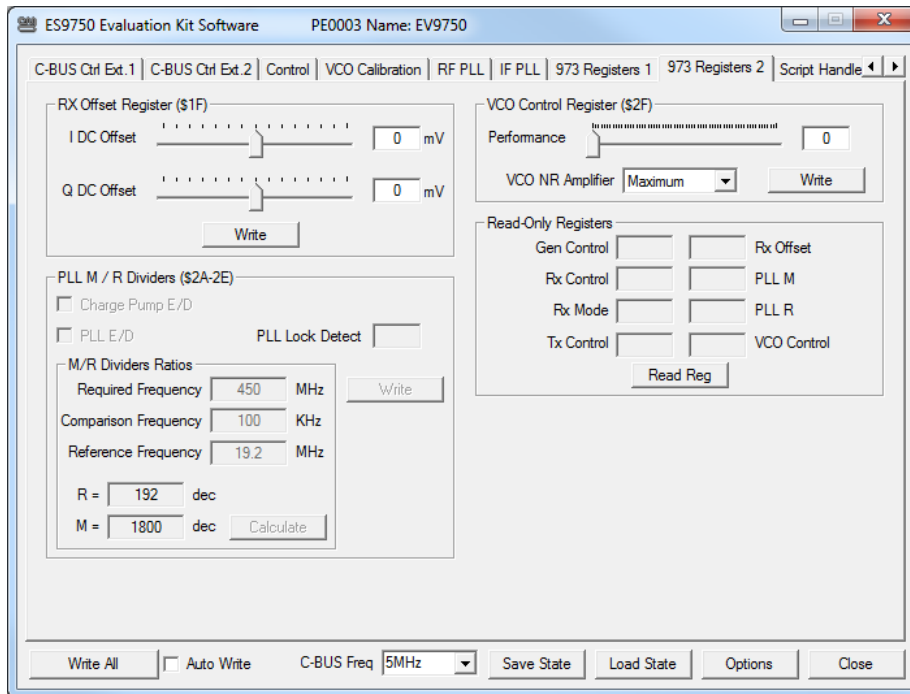 ES9750 Evaluation Kit Software PE0003 Name: EV9750
C-BUS Ctrl Ext.1 C-BUS Ctrl Ext.2 Control VCO Calibration RF PLL IF PLL 973 Registers 1 973 Registers 2 Script Handle
RX Offset Register ($1F)
I DC Offset 0 mV
Q DC Offset 0 mV
Write
PLL M / R Dividers ($2A-2E)
Charge Pump E/D
PLL E/D PLL Lock Detect
M/R Dividers Ratios
Required Frequency 450 MHz Write
Comparison Frequency 100 KHz
Reference Frequency 19.2 MHz
R = 192 dec
M = 1800 dec Calculate
VCO Control Register ($2F)
Performance 0
VCO NR Amplifier Maximum Write
Read-Only Registers
Gen Control Rx Offset
Rx Control PLL M
Rx Mode PLL R
Tx Control VCO Control
Read Reg
Write All Auto Write C-BUS Freq 5MHz Save State Load State Options Close